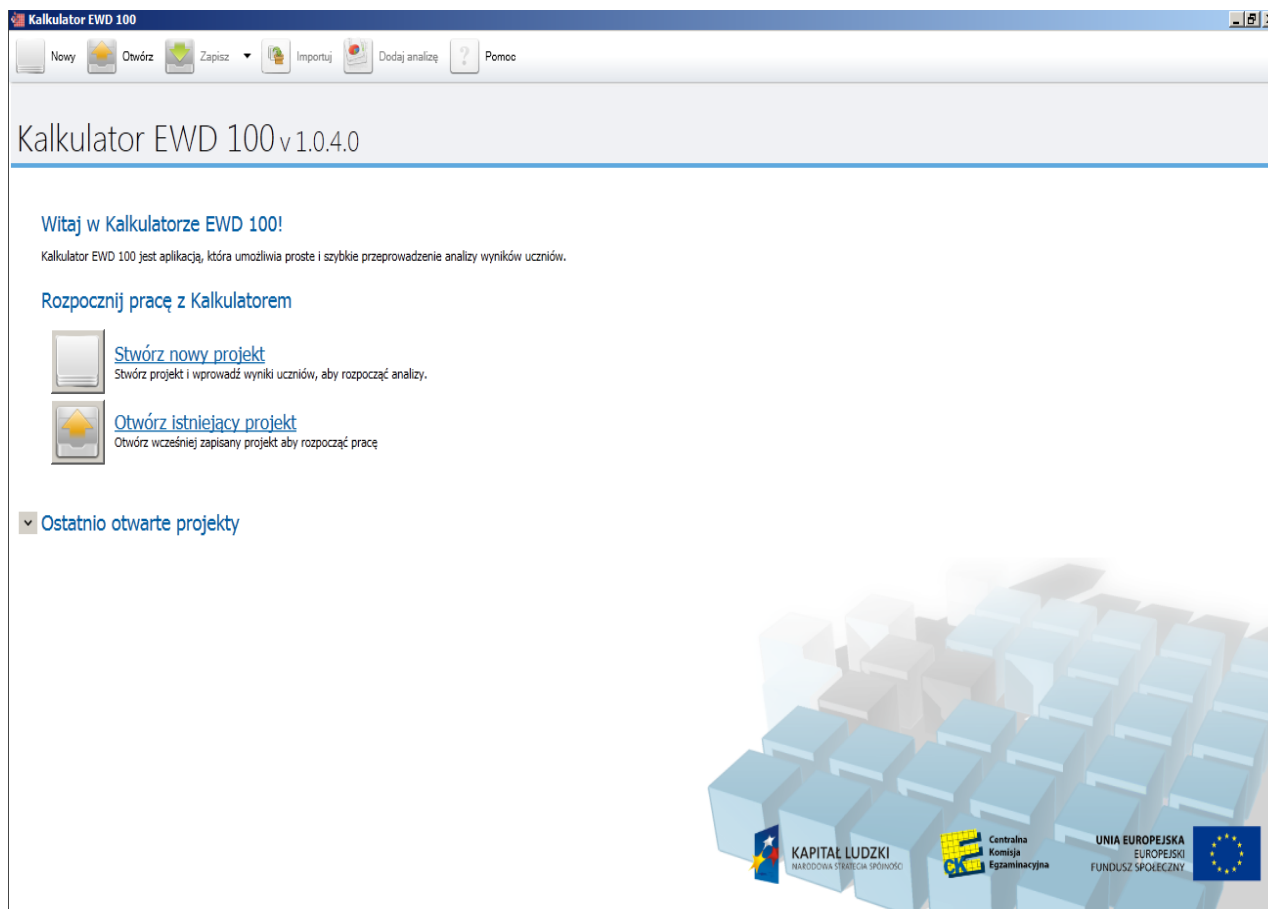 Kalkulator EWD 100
Nowy Otwórz Zapisz Importuj Dodaj analizę ? Pomoc
Kalkulator EWD 100 v 1.0.4.0
Witaj w Kalkulatorze EWD 100!
Kalkulator EWD 100 jest aplikacją, która umożliwia proste i szybkie przeprowadzenie analizy wyników uczniów.
Rozpocznij pracę z Kalkulatorem
Stwórz nowy projekt
Stwórz projekt i wprowadź wyniki uczniów, aby rozpocząć analizy.
Otwórz istniejący projekt
Otwórz wcześniej zapisany projekt aby rozpocząć pracę
Ostatnio otwarte projekty
KAPITAŁ LUDZKI
NARODOWA STRATEGIA SPÓJNOŚCI
CKE
Centralna
Komisja
Egzaminacyjna
UNIA EUROPEJSKA
EUROPEJSKI
FUNDUSZ SPOŁECZNY